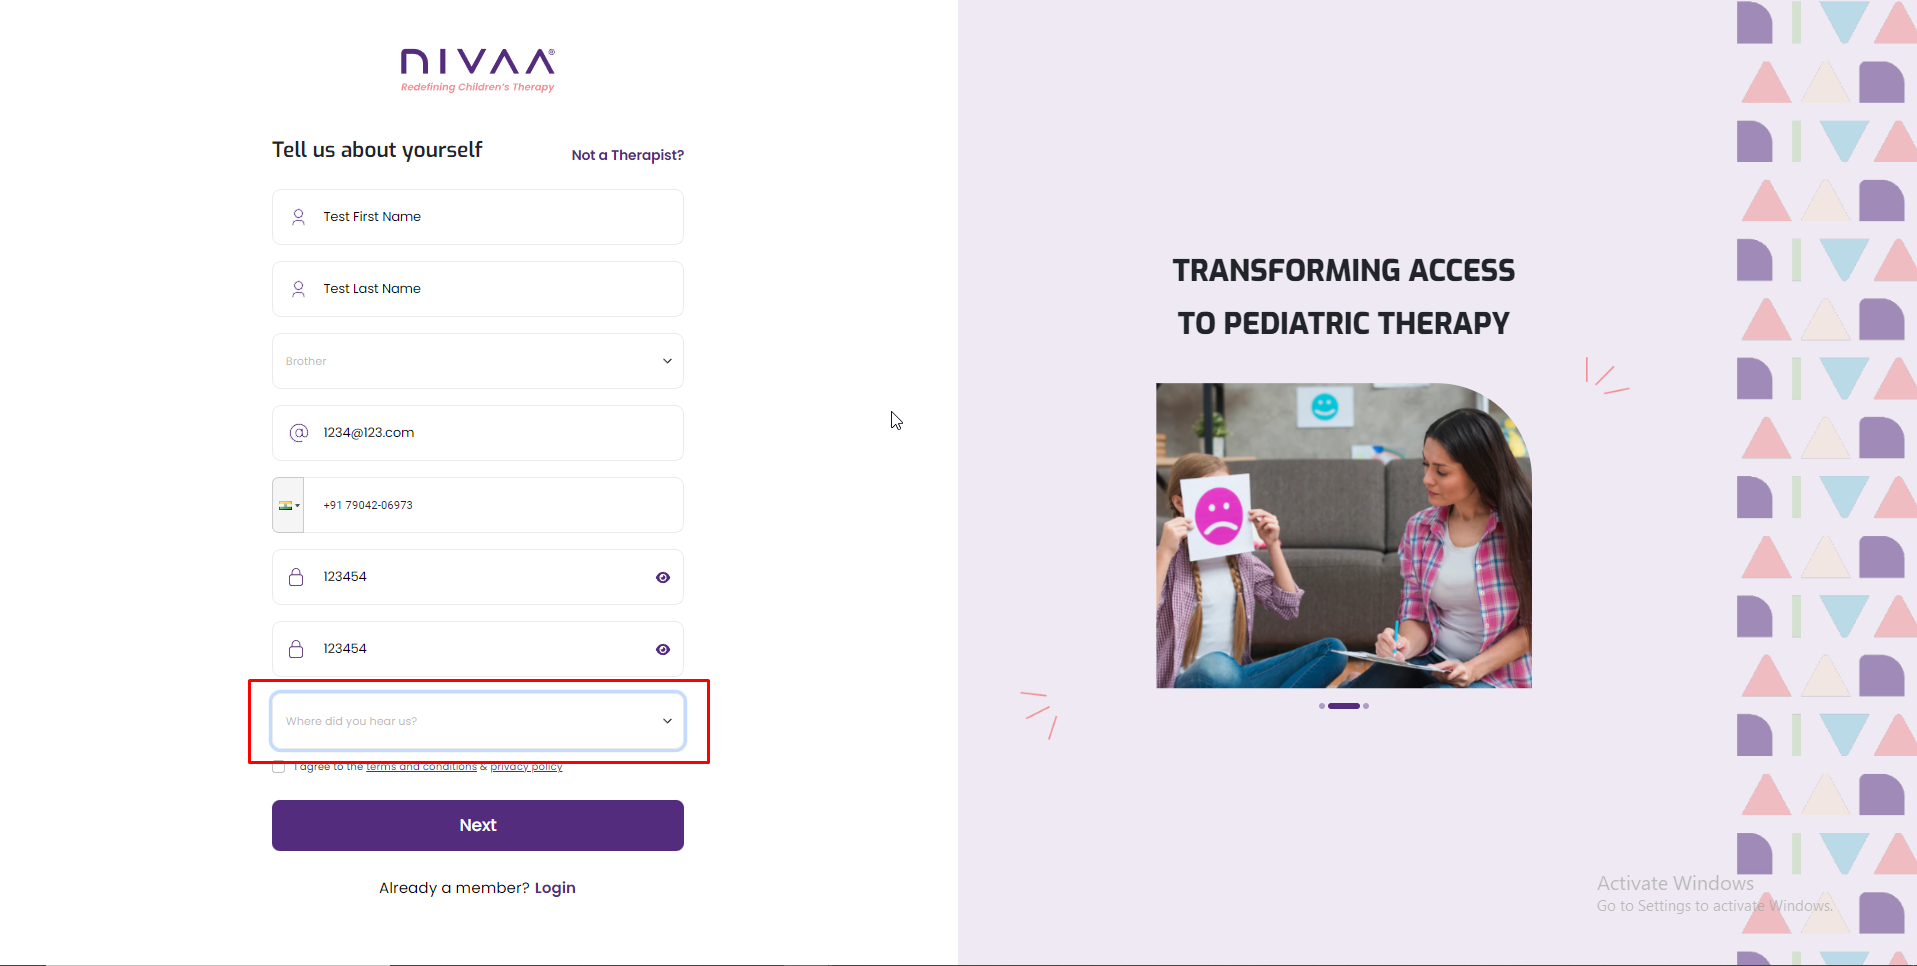 NIVAA®
Redefining Children's Therapy
Tell us about yourself
Not a Therapist?
Test First Name
Test Last Name
Brother
1234@123.com
+91 79042-06973
123454
123454
Where did you hear us?
I agree to the terms and conditions & privacy policy
Next
Already a member? Login
TRANSFORMING ACCESS
TO PEDIATRIC THERAPY
Activate Windows
Go to Settings to activate Windows.